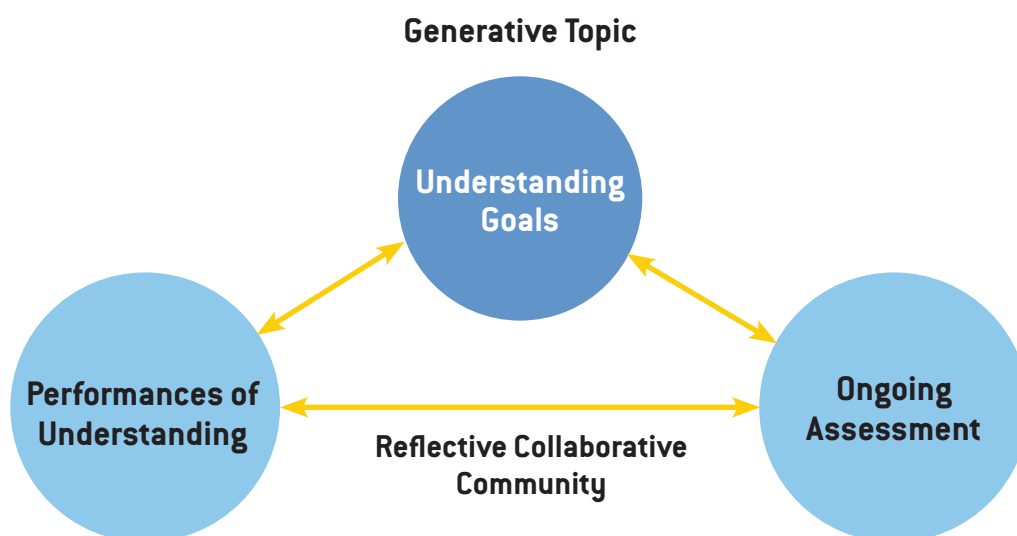 Generative Topic
Understanding
Goals
Performances of
Understanding
Ongoing
Assessment
Reflective Collaborative
Community